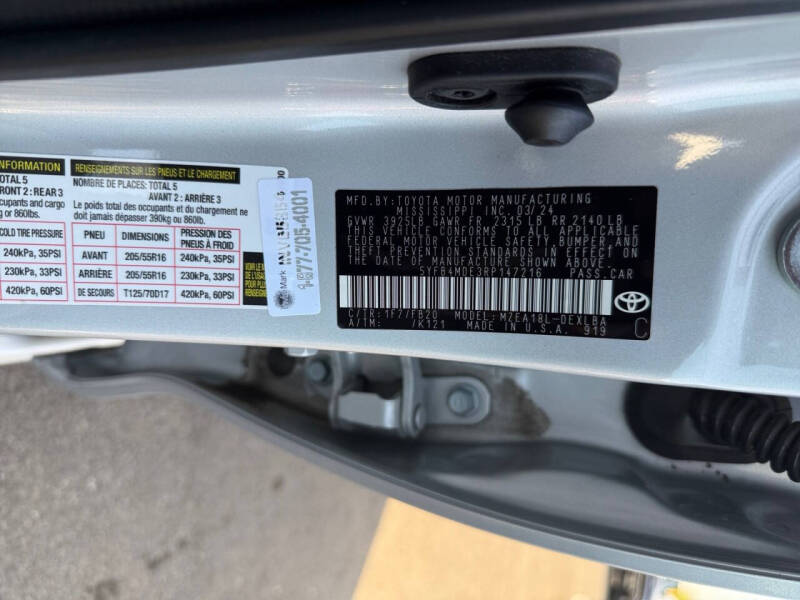 INFORMATION
TOTAL 5
FRONT 2 : REAR 3
occupants and cargo
kg or 860lbs.
COLD TIRE PRESSURE
240kPa, 35PSI
230kPa, 33PSI
420kPa, 60PSI
RENSEIGNEMENTS SUR LES PNEUS ET LE CHARGEMENT
NOMBRE DE PLACES: TOTAL 5
AVANT 2 : ARRIÈRE 3
Le poids total des occupants et du chargement ne
doit jamais dépasser 390kg ou 860lb.
PNEU DIMENSIONS PRESSION DES PNEUS À FROID
AVANT 205/55R16 240kPa, 35PSI
ARRIÈRE 205/55R16 230kPa, 33PSI
DE SECOURS T125/70D17 420kPa, 60PSI
Mark
877-705-4001
MFD.BY:TOYOTA MOTOR MANUFACTURING
MISSISSIPPI INC. 03/24
GVWR 3925LB GAWR FR 2315LB RR 2140LB
THIS VEHICLE CONFORMS TO ALL APPLICABLE
FEDERAL MOTOR VEHICLE SAFETY, BUMPER, AND
THEFT PREVENTION STANDARDS IN EFFECT ON
THE DATE OF MANUFACTURE SHOWN ABOVE.
5YFB4MDE3RP147216 PASS.CAR
C/TR:1F7/FB20 MODEL: MZEA18L-DEXLBA
A/TM: /K121 MADE IN U.S.A. 919
TOYOTA
C